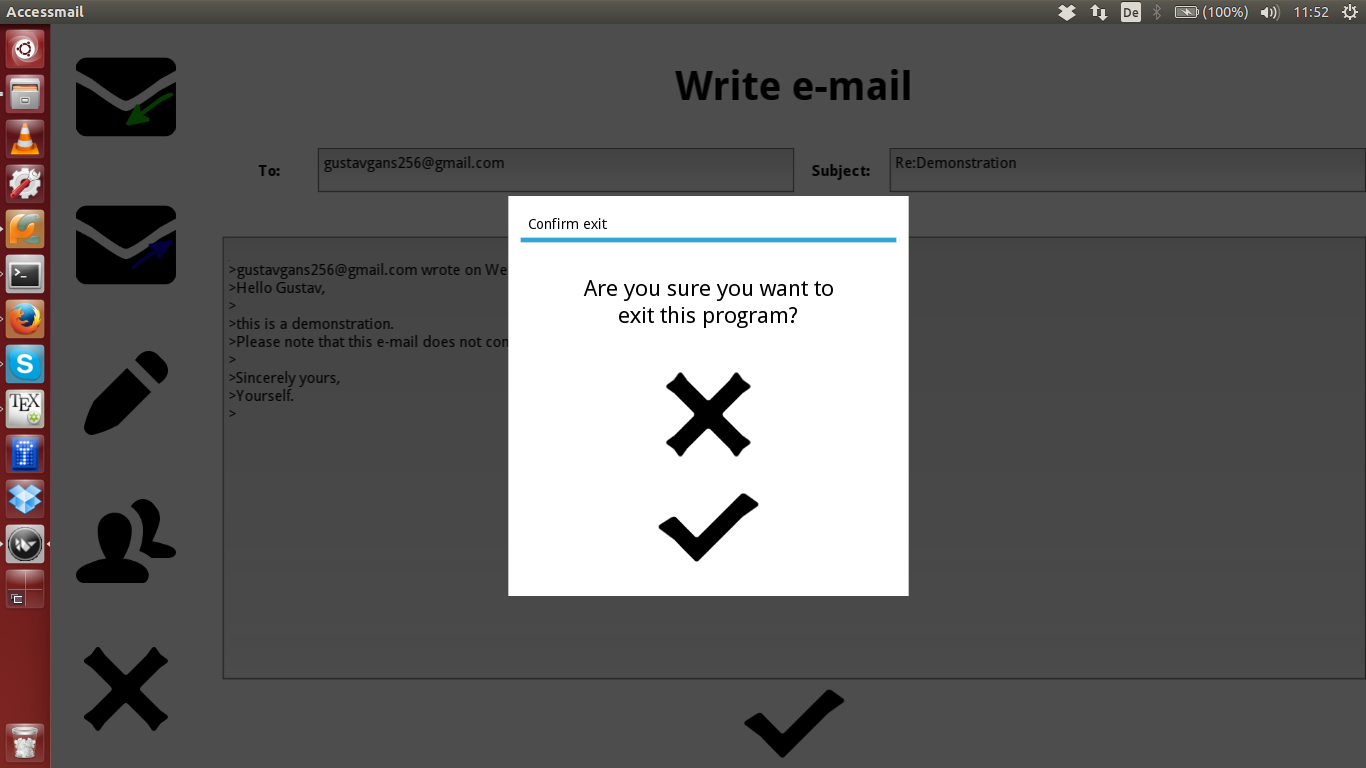 Accessmail
De
(100%)
11:52
Write e-mail
To:
gustavgans256@gmail.com
Subject:
Re:Demonstration
>gustavgans256@gmail.com wrote on We
>Hello Gustav,
>
>this is a demonstration.
>Please note that this e-mail does not con
>
>Sincerely yours,
>Yourself.
>
Confirm exit
Are you sure you want to
exit this program?
S
TEX
T